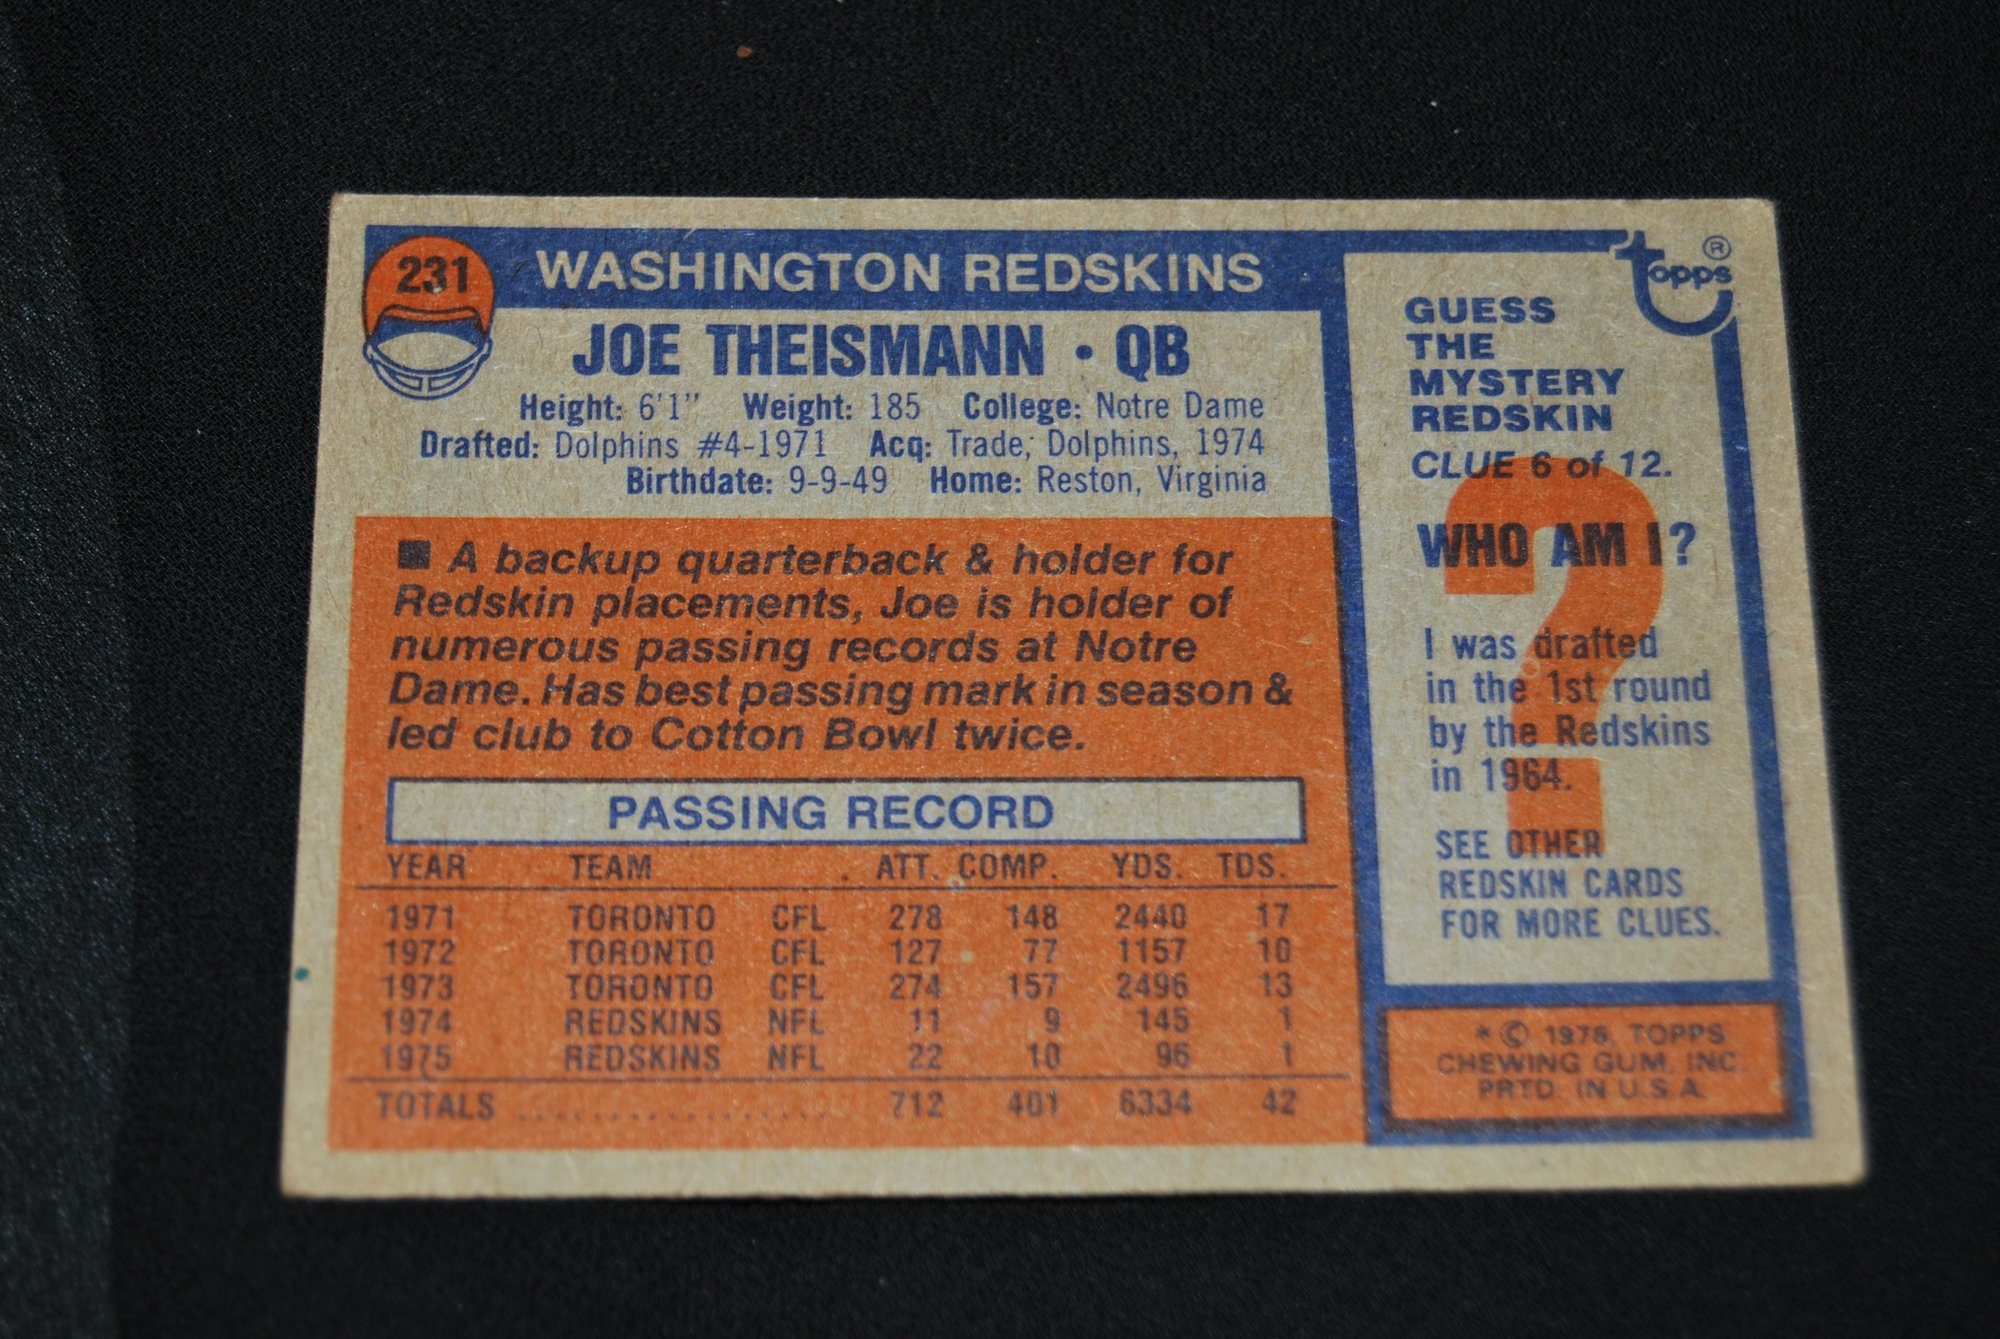 231
WASHINGTON REDSKINS
JOE THEISMANN • QB
Height: 6'1" Weight: 185 College: Notre Dame
Drafted: Dolphins #4-1971 Acq: Trade, Dolphins, 1974
Birthdate: 9-9-49 Home: Reston, Virginia
■ A backup quarterback & holder for
Redskin placements, Joe is holder of
numerous passing records at Notre
Dame. Has best passing mark in season &
led club to Cotton Bowl twice.
PASSING RECORD
YEAR TEAM ATT. COMP. YDS. TDS.
1971 TORONTO CFL 278 148 2440 17
1972 TORONTO CFL 127 77 1157 10
1973 TORONTO CFL 274 157 2496 13
1974 REDSKINS NFL 11 9 145 1
1975 REDSKINS NFL 22 10 96 1
TOTALS .................... 712 401 6334 42
topps®
GUESS
THE
MYSTERY
REDSKIN
CLUE 6 of 12.
WHO AM I?
?
I was drafted
in the 1st round
by the Redskins
in 1964.
SEE OTHER
REDSKIN CARDS
FOR MORE CLUES.
* © 1976, TOPPS
CHEWING GUM, INC.
PRTD. IN U.S.A.